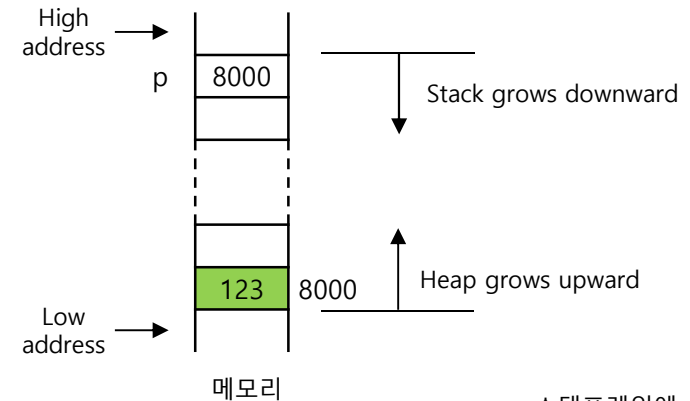 High
address
p
8000
Stack grows downward
123
8000
Heap grows upward
Low
address
메모리